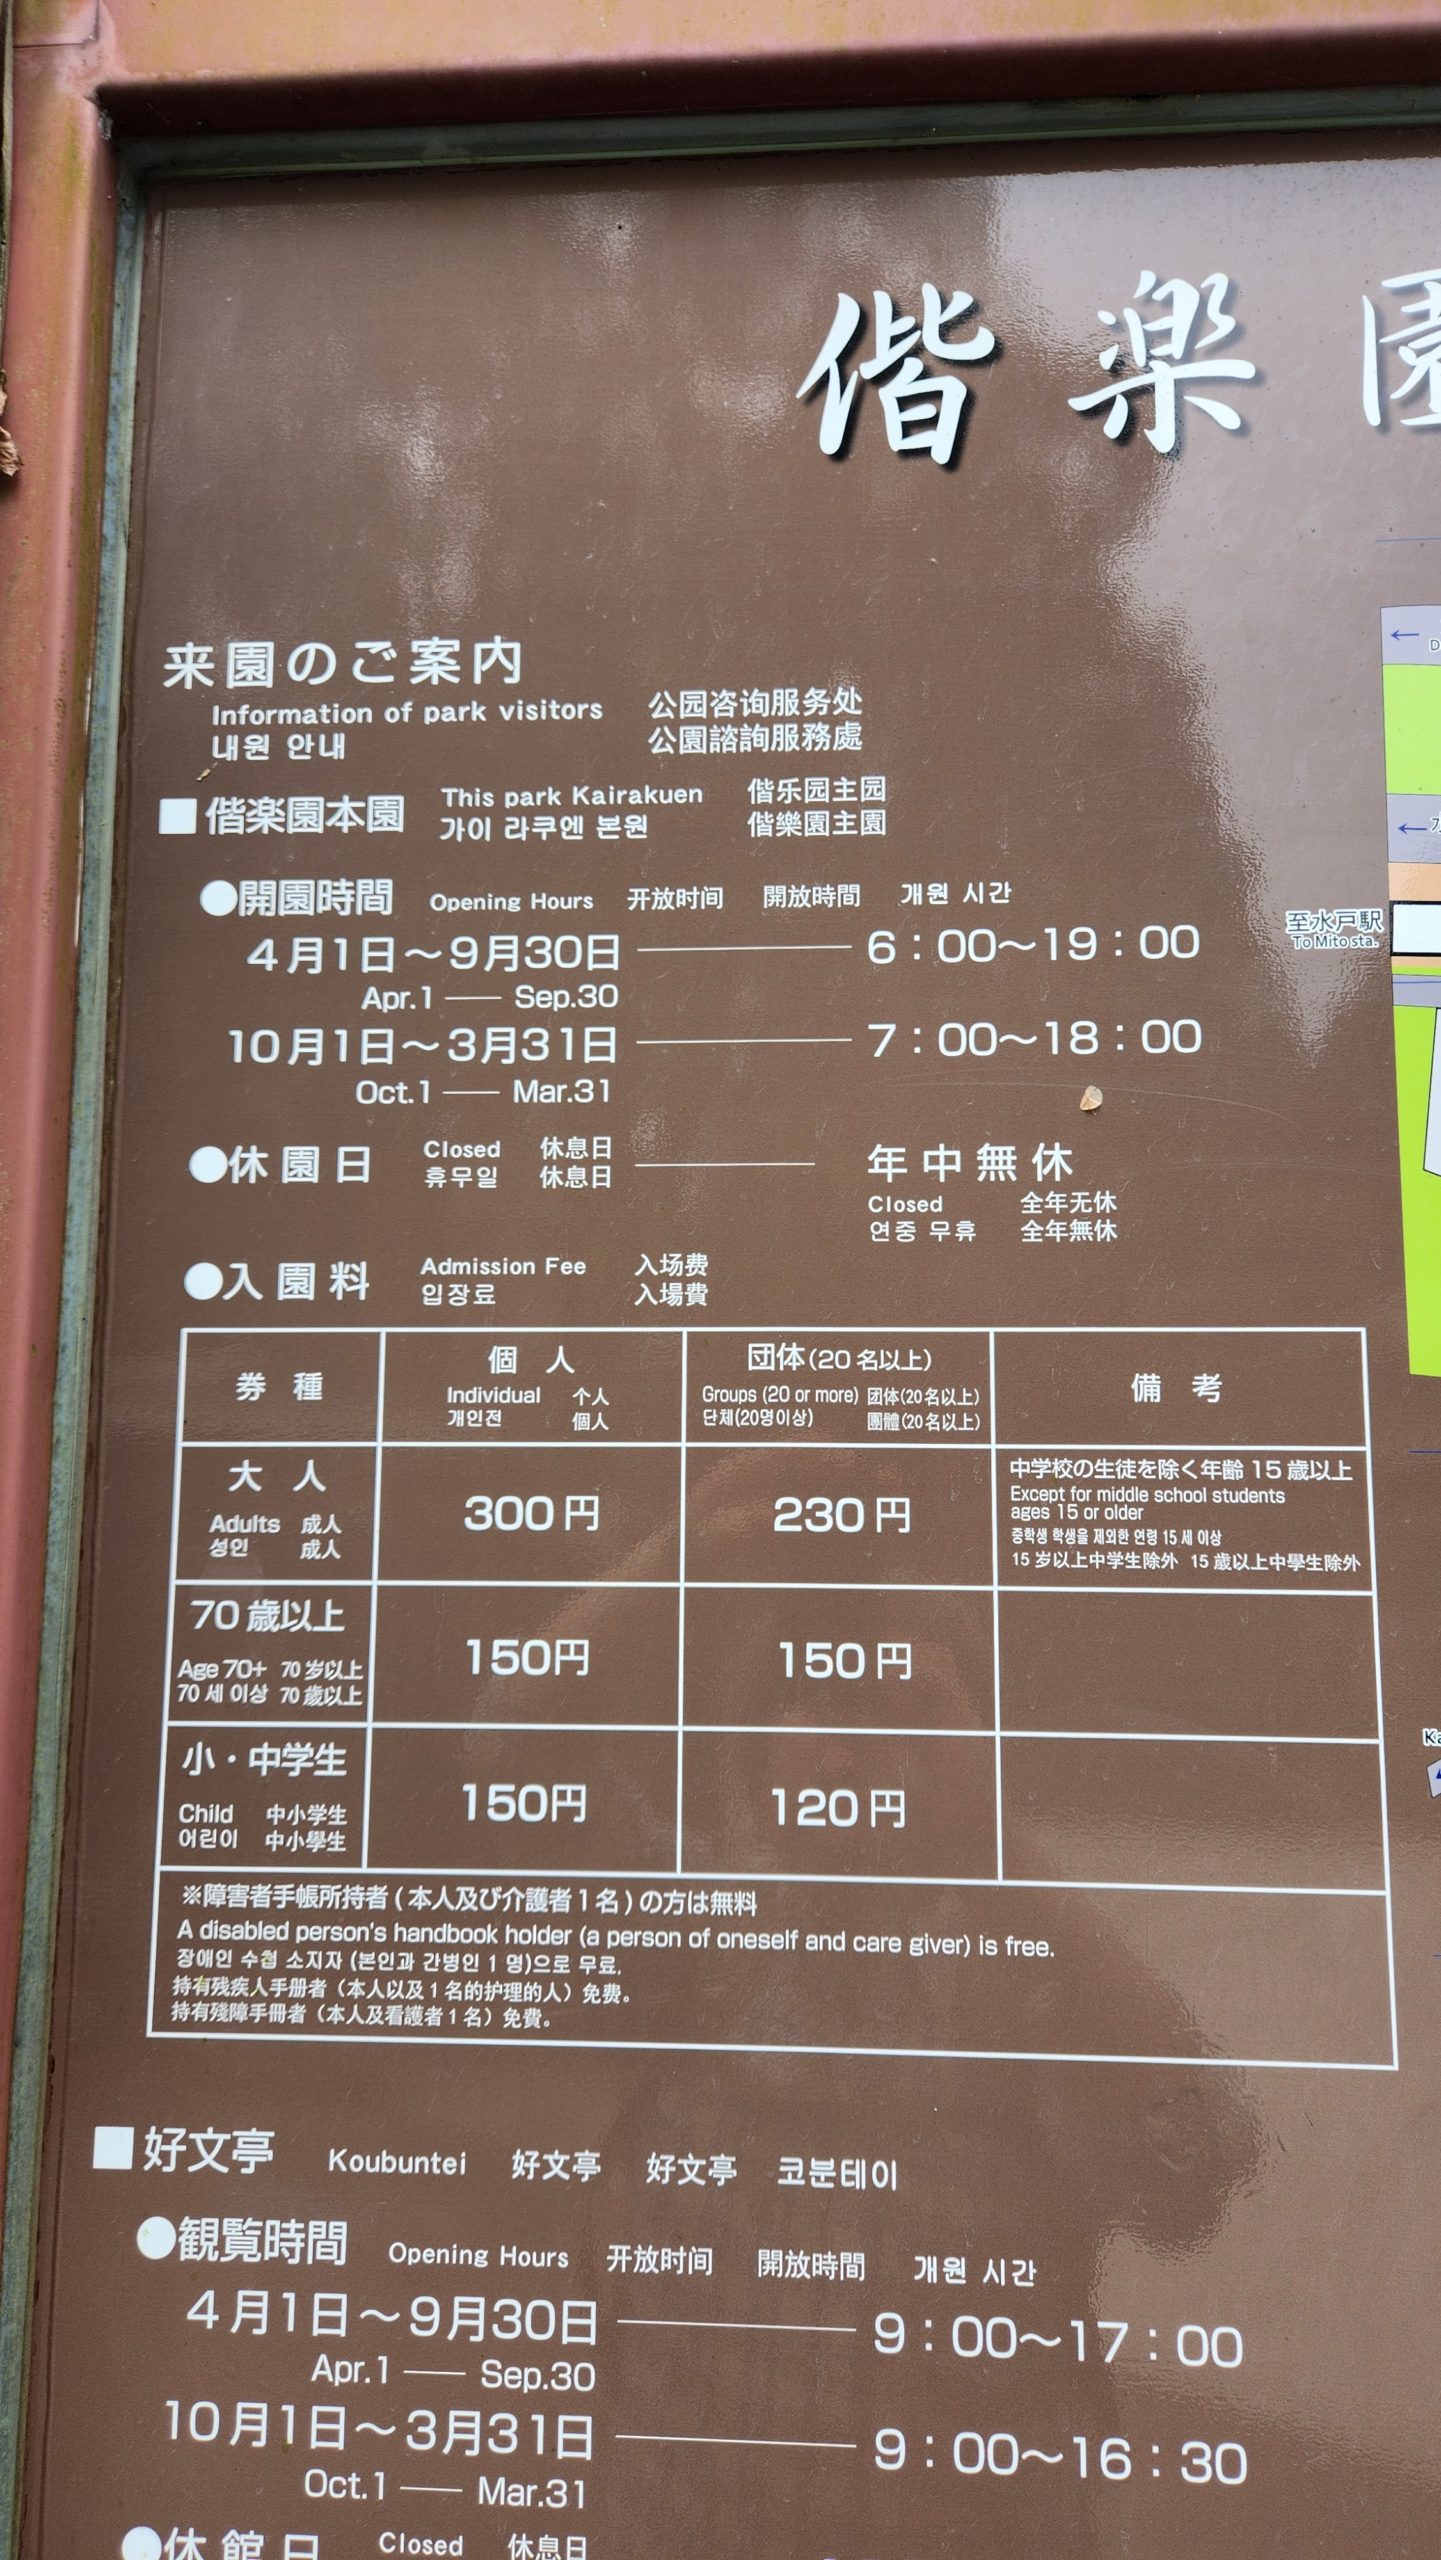 偕楽園
来園のご案内
Information of park visitors 公园咨询服务处
내원 안내 公園諮詢服務處
■偕楽園本園 This park Kairakuen 偕乐园主园
가이 라쿠엔 본원 偕樂園主園
●開園時間 Opening Hours 开放时间 開放時間 개원 시간
4月1日～9月30日 6：00～19：00
Apr.1 Sep.30
10月1日～3月31日 7：00～18：00
Oct.1 Mar.31
至水戸駅
To Mito sta.
●休園日 Closed 休息日 年中無休
휴무일 休息日
Closed 全年无休
연중 무휴 全年無休
●入園料 Admission Fee 入场费
입장료 入場費
券種 個人 団体(20名以上) 備考
Individual 个人 Groups (20 or more) 团体(20名以上)
개인전 個人 단체(20명이상) 團體(20名以上)
大人 300円 230円 中学校の生徒を除く年齢15歳以上
Adults 成人 Except for middle school students
성인 成人 ages 15 or older
중학생 학생을 제외한 연령 15세 이상
15岁以上中学生除外 15歳以上中學生除外
70歳以上 150円 150円
Age 70+ 70岁以上
70세 이상 70歲以上
小・中学生 150円 120円
Child 中小学生
어린이 中小學生
※障害者手帳所持者(本人及び介護者1名)の方は無料
A disabled person's handbook holder (a person of oneself and care giver) is free.
장애인 수첩 소지자 (본인과 간병인 1 명)으로 무료.
持有残疾人手册者（本人以及1名的护理的人）免费。
持有殘障手冊者（本人及看護者1名）免費。
■好文亭 Koubuntei 好文亭 好文亭 코분테이
●観覧時間 Opening Hours 开放时间 開放時間 개원 시간
4月1日～9月30日 9：00～17：00
Apr.1 Sep.30
10月1日～3月31日 9：00～16：30
Oct.1 Mar.31
●休館日 Closed 休息日